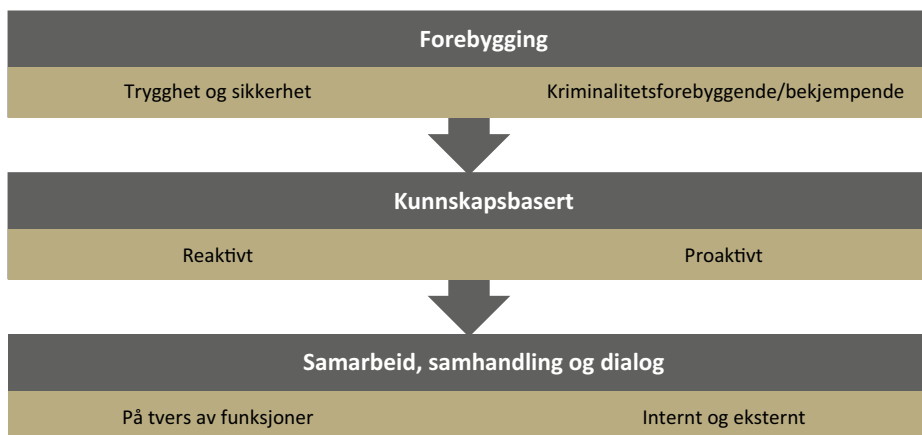 Forebygging
Trygghet og sikkerhet
Kriminalitetsforebyggende/bekjempende
Kunnskapsbasert
Reaktivt
Proaktivt
Samarbeid, samhandling og dialog
På tvers av funksjoner
Internt og eksternt